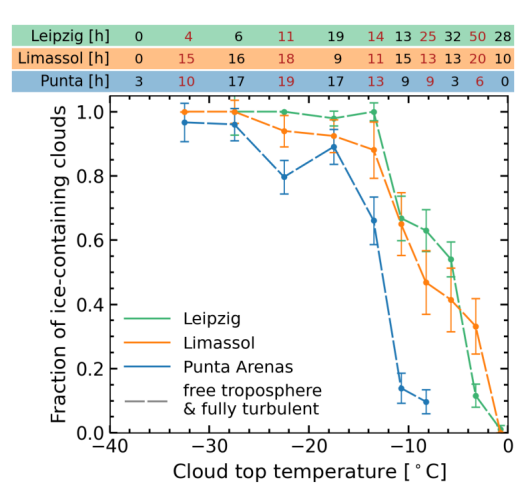 Leipzig [h] 0 4 6 11 19 14 13 25 32 50 28
Limassol [h] 0 15 16 18 9 11 15 13 13 20 10
Punta [h] 3 10 17 19 17 13 9 9 3 6 0
1.0
0.8
0.6
0.4
0.2
0.0
Fraction of ice-containing clouds
Leipzig
Limassol
Punta Arenas
free troposphere
& fully turbulent
−40 −30 −20 −10 0
Cloud top temperature [°C]